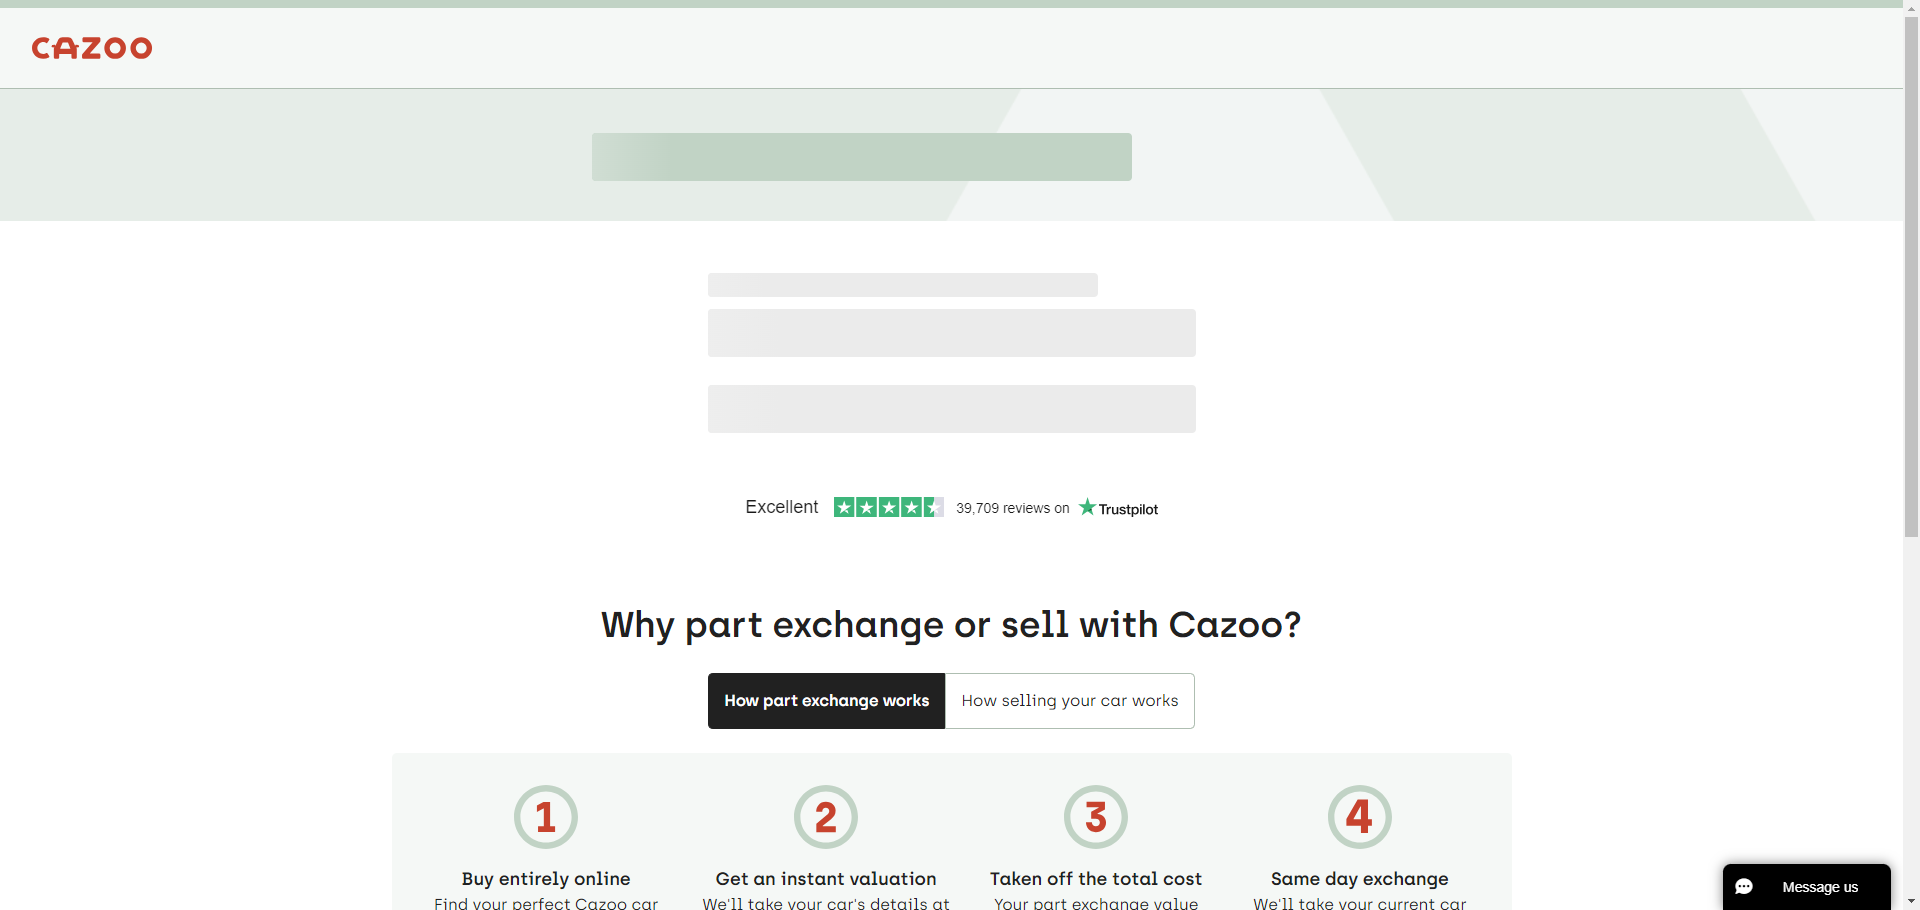 CAZOO
Excellent
39,709 reviews on Trustpilot
Why part exchange or sell with Cazoo?
How part exchange works
How selling your car works
1
2
3
4
Buy entirely online
Get an instant valuation
Taken off the total cost
Same day exchange
Find your perfect Cazoo car
We'll take your car's details at
Your part exchange value
We'll take your current car
Message us